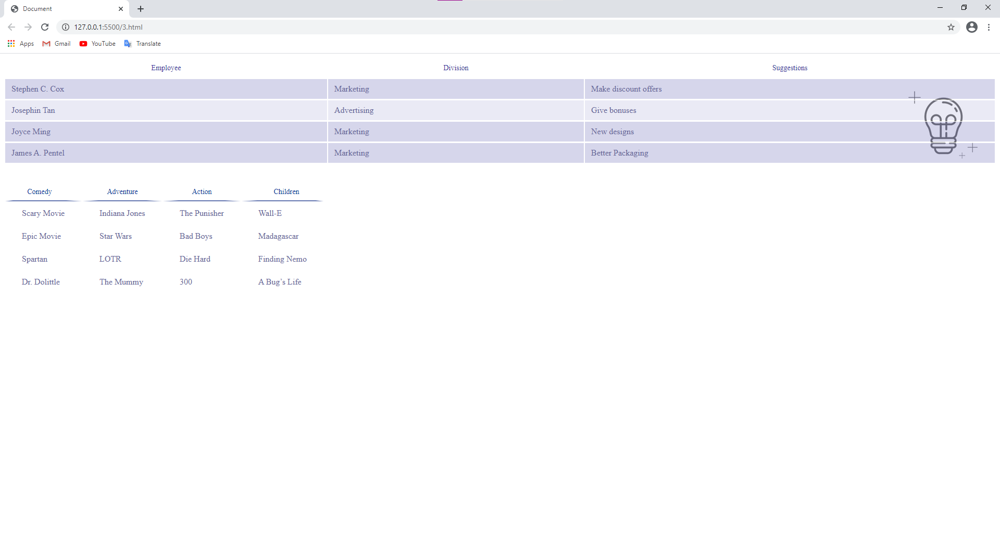 Document
127.0.0.1:5500/3.html
Apps Gmail YouTube Translate
Employee Division Suggestions
Stephen C. Cox Marketing Make discount offers
Josephin Tan Advertising Give bonuses
Joyce Ming Marketing New designs
James A. Pentel Marketing Better Packaging
Comedy Adventure Action Children
Scary Movie Indiana Jones The Punisher Wall-E
Epic Movie Star Wars Bad Boys Madagascar
Spartan LOTR Die Hard Finding Nemo
Dr. Dolittle The Mummy 300 A Bug’s Life